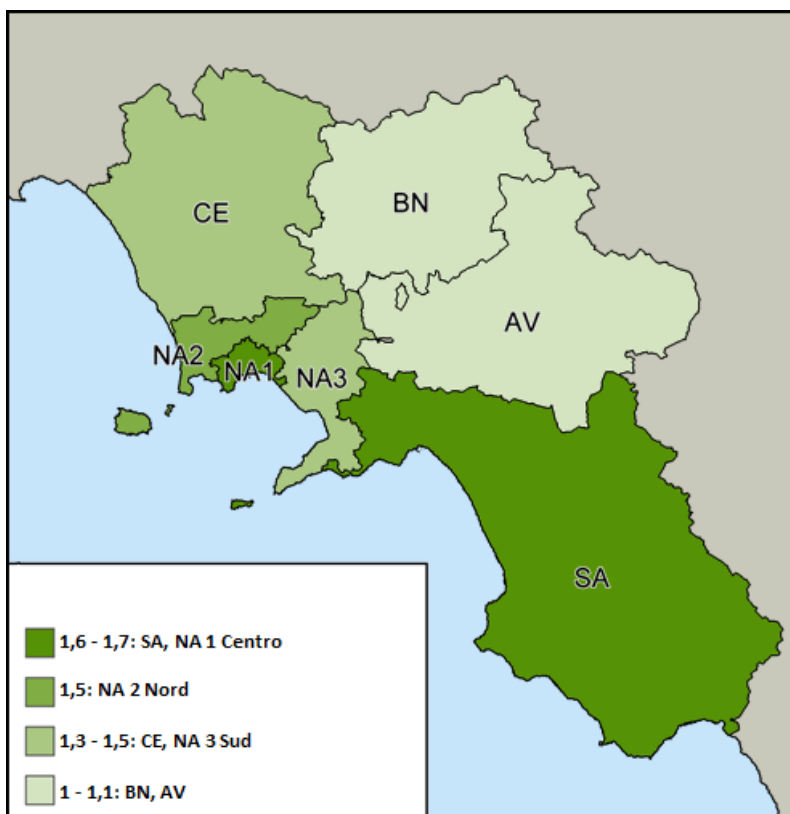 CE
BN
AV
NA2
NA1
NA3
SA
1,6 - 1,7: SA, NA 1 Centro
1,5: NA 2 Nord
1,3 - 1,5: CE, NA 3 Sud
1 - 1,1: BN, AV